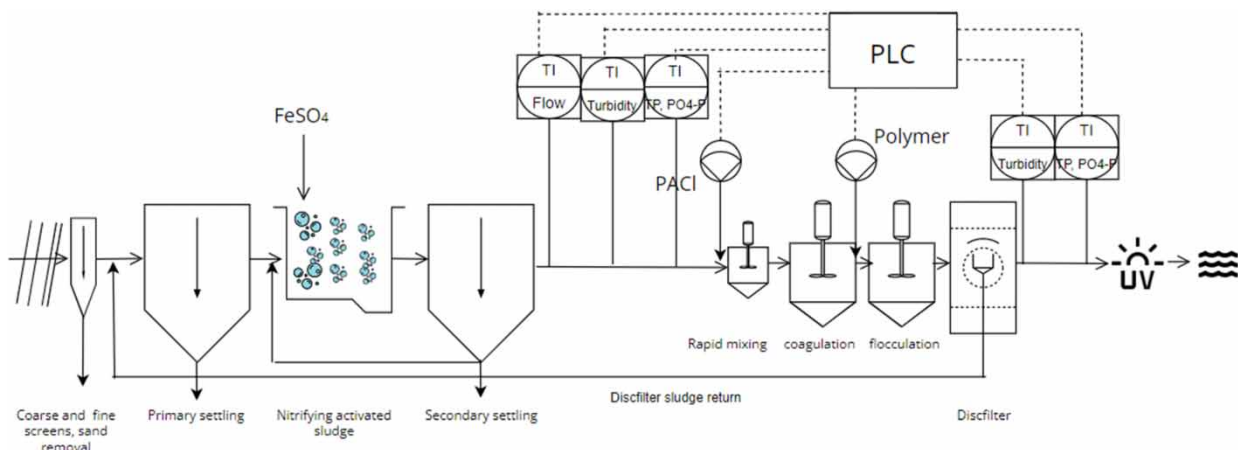 TI
Flow
TI
Turbidity
TI
TP, PO4-P
PLC
FeSO4
PACl
Polymer
TI
Turbidity
TI
TP, PO4-P
UV
Rapid mixing
coagulation
flocculation
Discfilter sludge return
Coarse and fine
screens, sand
removal
Primary settling
Nitrifying activated
sludge
Secondary settling
Discfilter